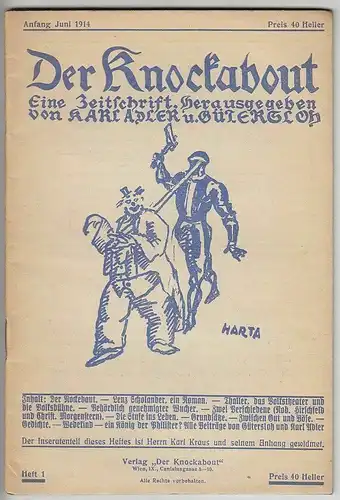 Anfang Juni 1914 Preis 40 Heller
Der Knockabout
Eine Zeitschrift. Herausgegeben
von KARL ADLER u. GÜTERSLOH
HARTA
Inhalt: Der Knockabout. — Lenz Scholander, ein Roman. — Thaller, das Volkstheater und
die Volksbühne. — Behördlich genehmigter Wucher. — Zwei Verschiedene (Rob. Hirschfeld
und Christ. Morgenstern). — Die Linse ins Leben. — Grundsätze. — Zwischen Gut und Böse. —
Gedichte. — Wedekind — ein König der Philister? Alle Beiträge von Gütersloh und Karl Adler
Der Inseratenteil dieses Heftes ist Herrn Karl Kraus und seinem Anhang gewidmet.
Verlag „Der Knockabout"
Wien, IX., Canisiusgasse 8-10.
Heft 1 Alle Rechte vorbehalten. Preis 40 Heller